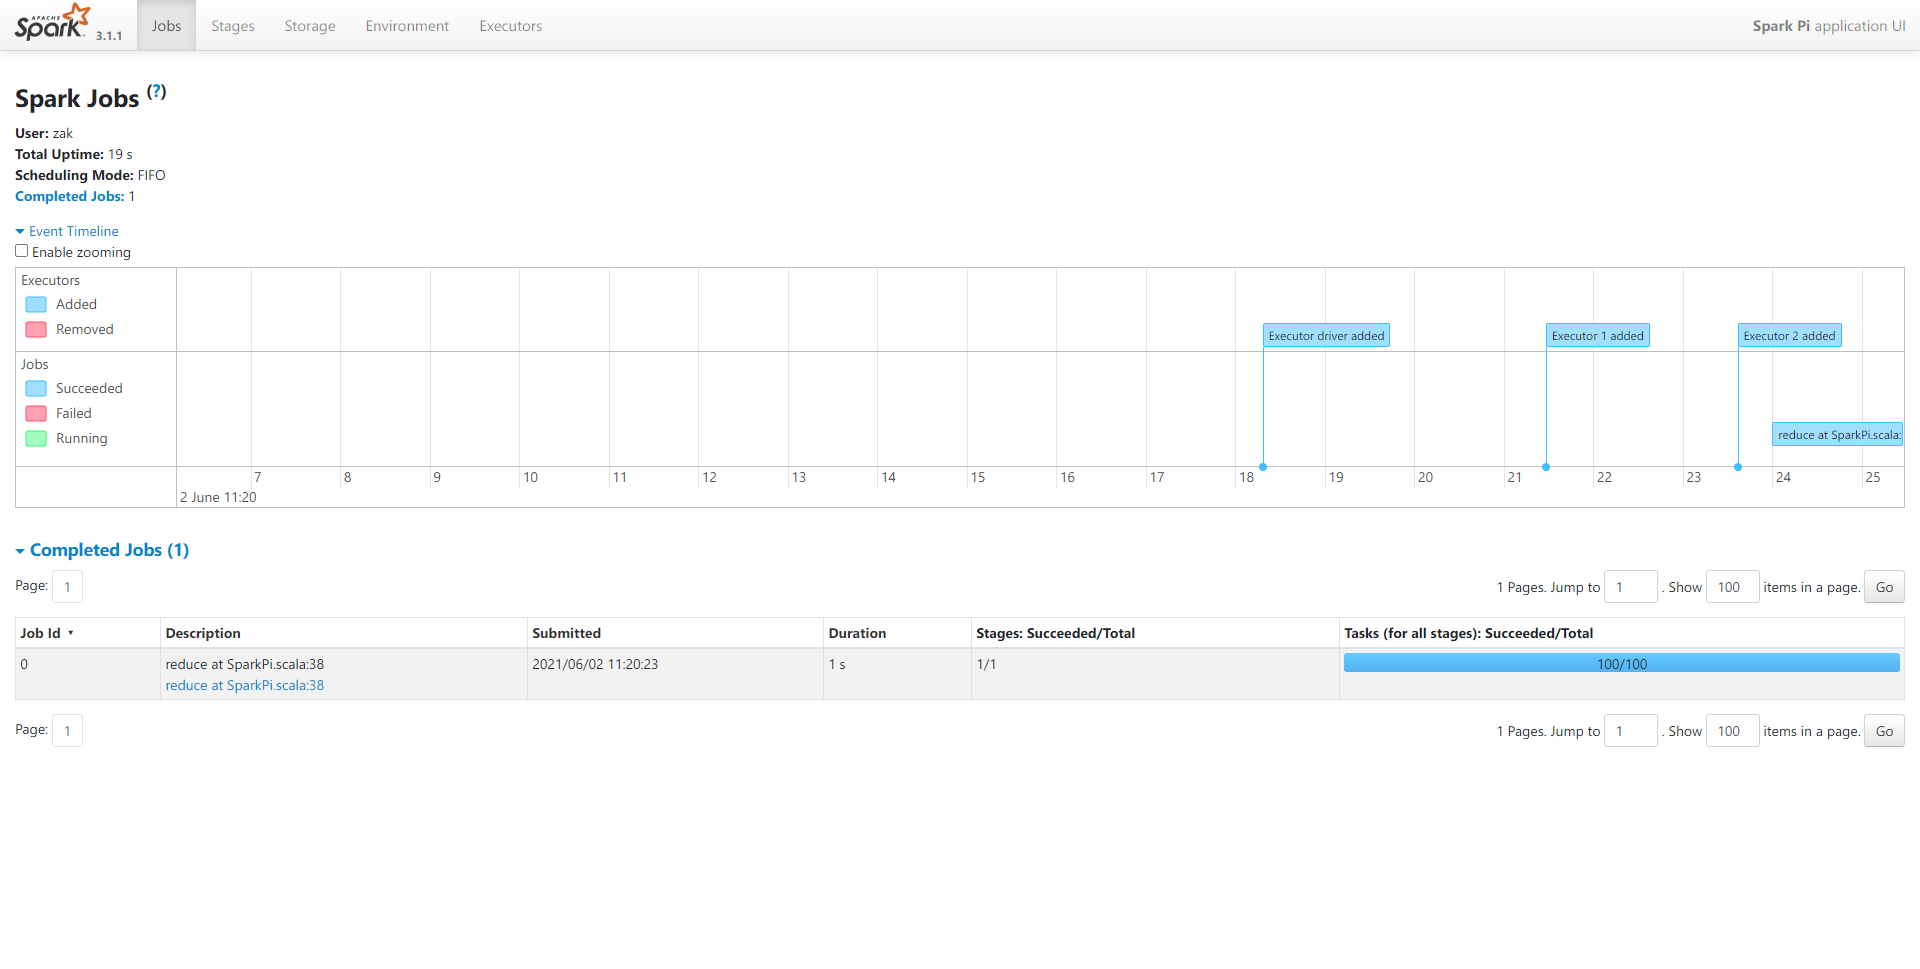 APACHE
Spark 3.1.1 Jobs Stages Storage Environment Executors Spark Pi application UI
Spark Jobs (?)
User: zak
Total Uptime: 19 s
Scheduling Mode: FIFO
Completed Jobs: 1
Event Timeline
Enable zooming
Executors
Added
Removed
Executor driver added Executor 1 added Executor 2 added
Jobs
Succeeded
Failed
Running
reduce at SparkPi.scala:
7 8 9 10 11 12 13 14 15 16 17 18 19 20 21 22 23 24 25
2 June 11:20
Completed Jobs (1)
Page: 1 1 Pages. Jump to 1 . Show 100 items in a page. Go
Job Id ▾ Description Submitted Duration Stages: Succeeded/Total Tasks (for all stages): Succeeded/Total
0 reduce at SparkPi.scala:38 2021/06/02 11:20:23 1 s 1/1 100/100
reduce at SparkPi.scala:38
Page: 1 1 Pages. Jump to 1 . Show 100 items in a page. Go